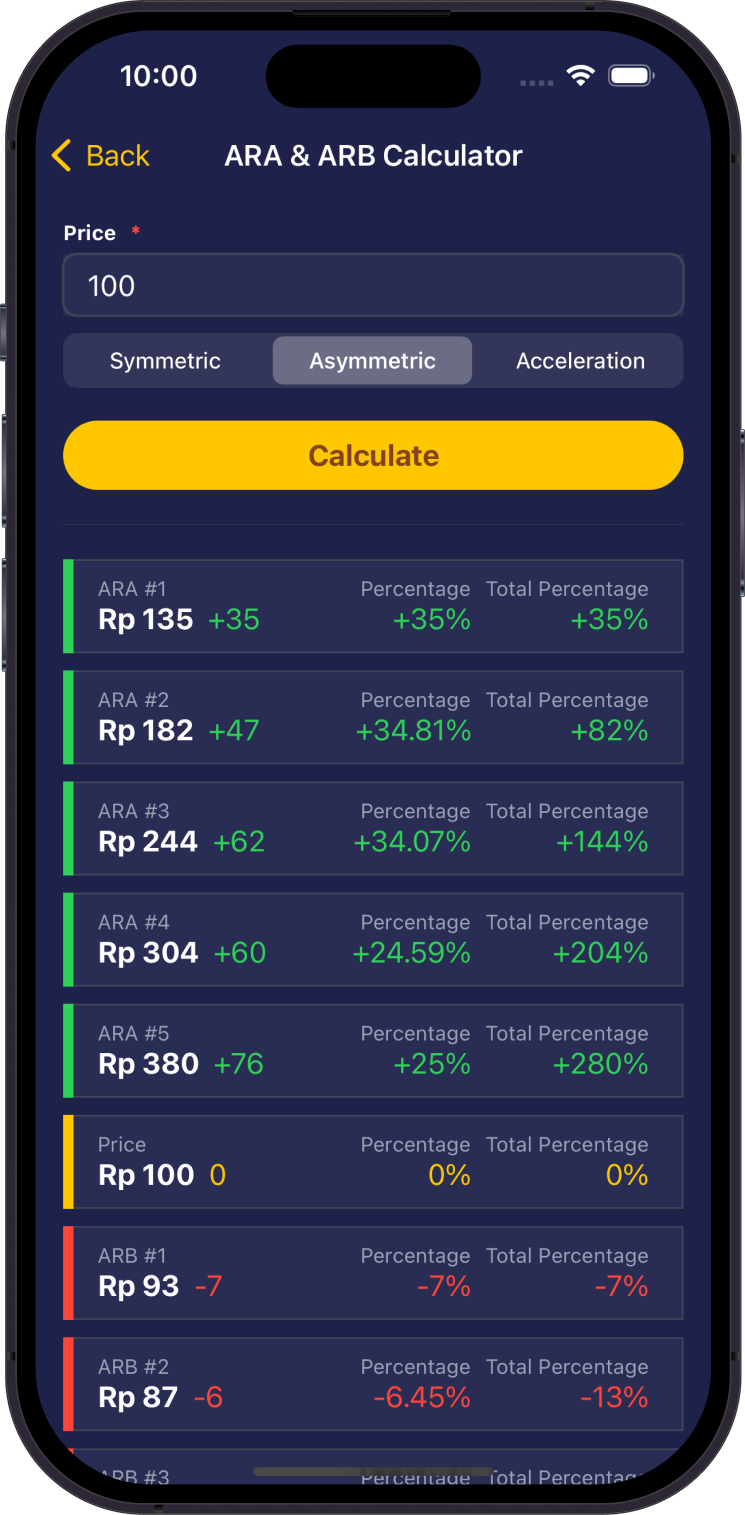 10:00
Back ARA & ARB Calculator
Price *
100
Symmetric Asymmetric Acceleration
Calculate
ARA #1 Percentage Total Percentage
Rp 135 +35 +35% +35%
ARA #2 Percentage Total Percentage
Rp 182 +47 +34.81% +82%
ARA #3 Percentage Total Percentage
Rp 244 +62 +34.07% +144%
ARA #4 Percentage Total Percentage
Rp 304 +60 +24.59% +204%
ARA #5 Percentage Total Percentage
Rp 380 +76 +25% +280%
Price Percentage Total Percentage
Rp 100 0 0% 0%
ARB #1 Percentage Total Percentage
Rp 93 -7 -7% -7%
ARB #2 Percentage Total Percentage
Rp 87 -6 -6.45% -13%
ARB #3 Percentage Total Percentag